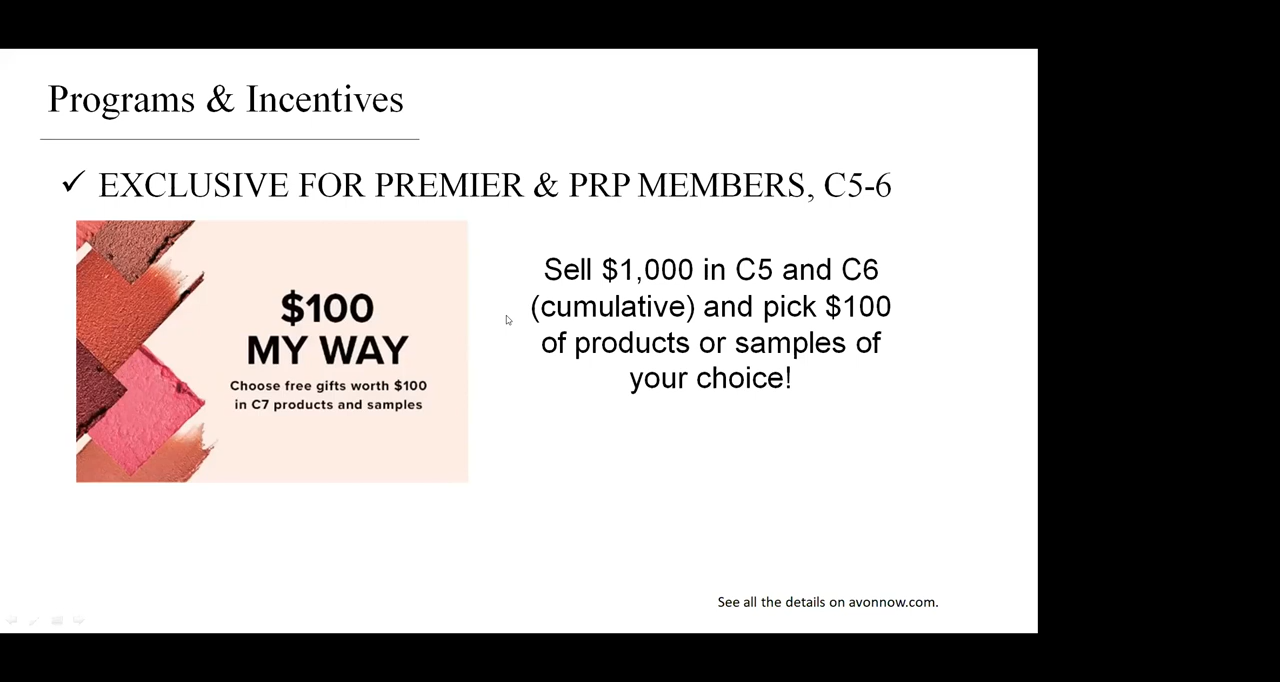 Programs & Incentives
✓ EXCLUSIVE FOR PREMIER & PRP MEMBERS, C5-6
$100
MY WAY
Choose free gifts worth $100
in C7 products and samples
Sell $1,000 in C5 and C6
(cumulative) and pick $100
of products or samples of
your choice!
See all the details on avonnow.com.